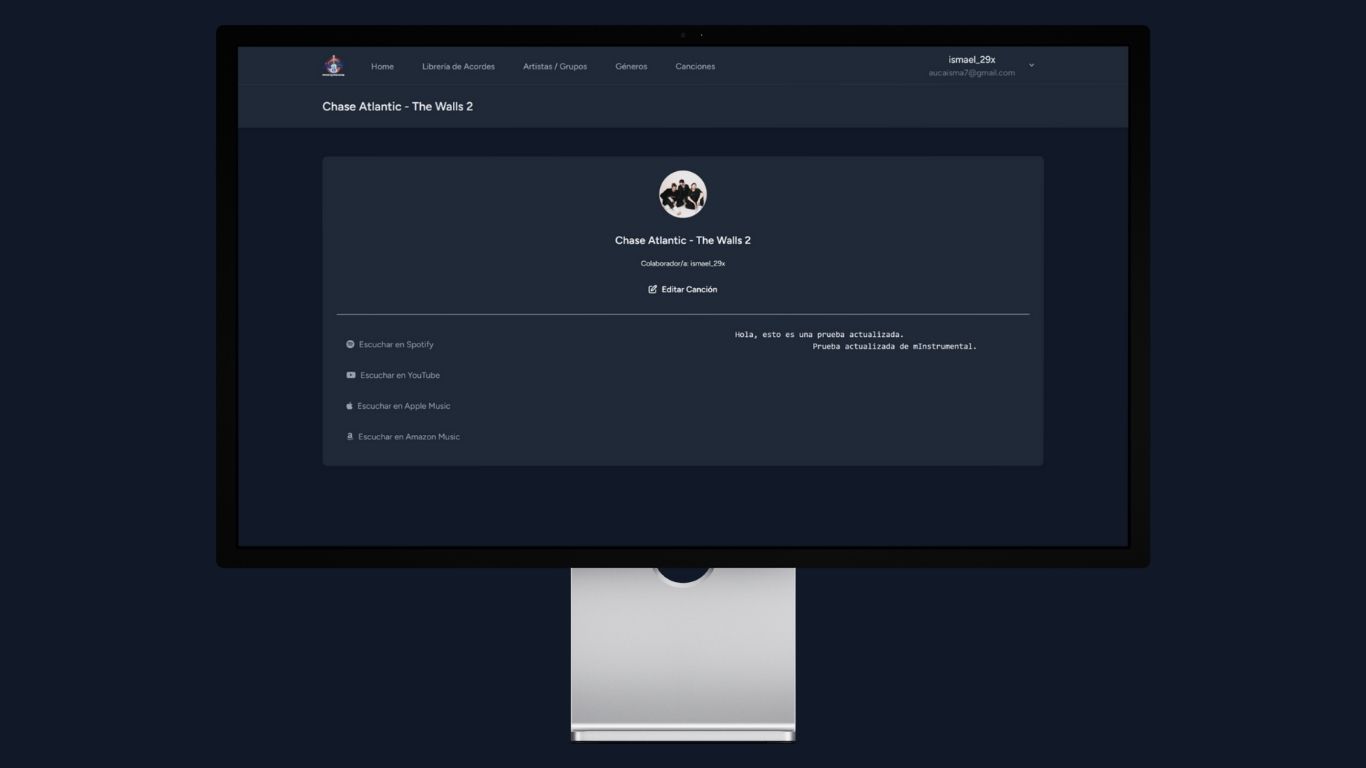 Home Librería de Acordes Artistas / Grupos Géneros Canciones ismael_29x
aucaisma7@gmail.com
Chase Atlantic - The Walls 2
Chase Atlantic - The Walls 2
Colaborador/a: ismael_29x
Editar Canción
Hola, esto es una prueba actualizada.
Prueba actualizada de mInstrumental.
Escuchar en Spotify
Escuchar en YouTube
Escuchar en Apple Music
Escuchar en Amazon Music